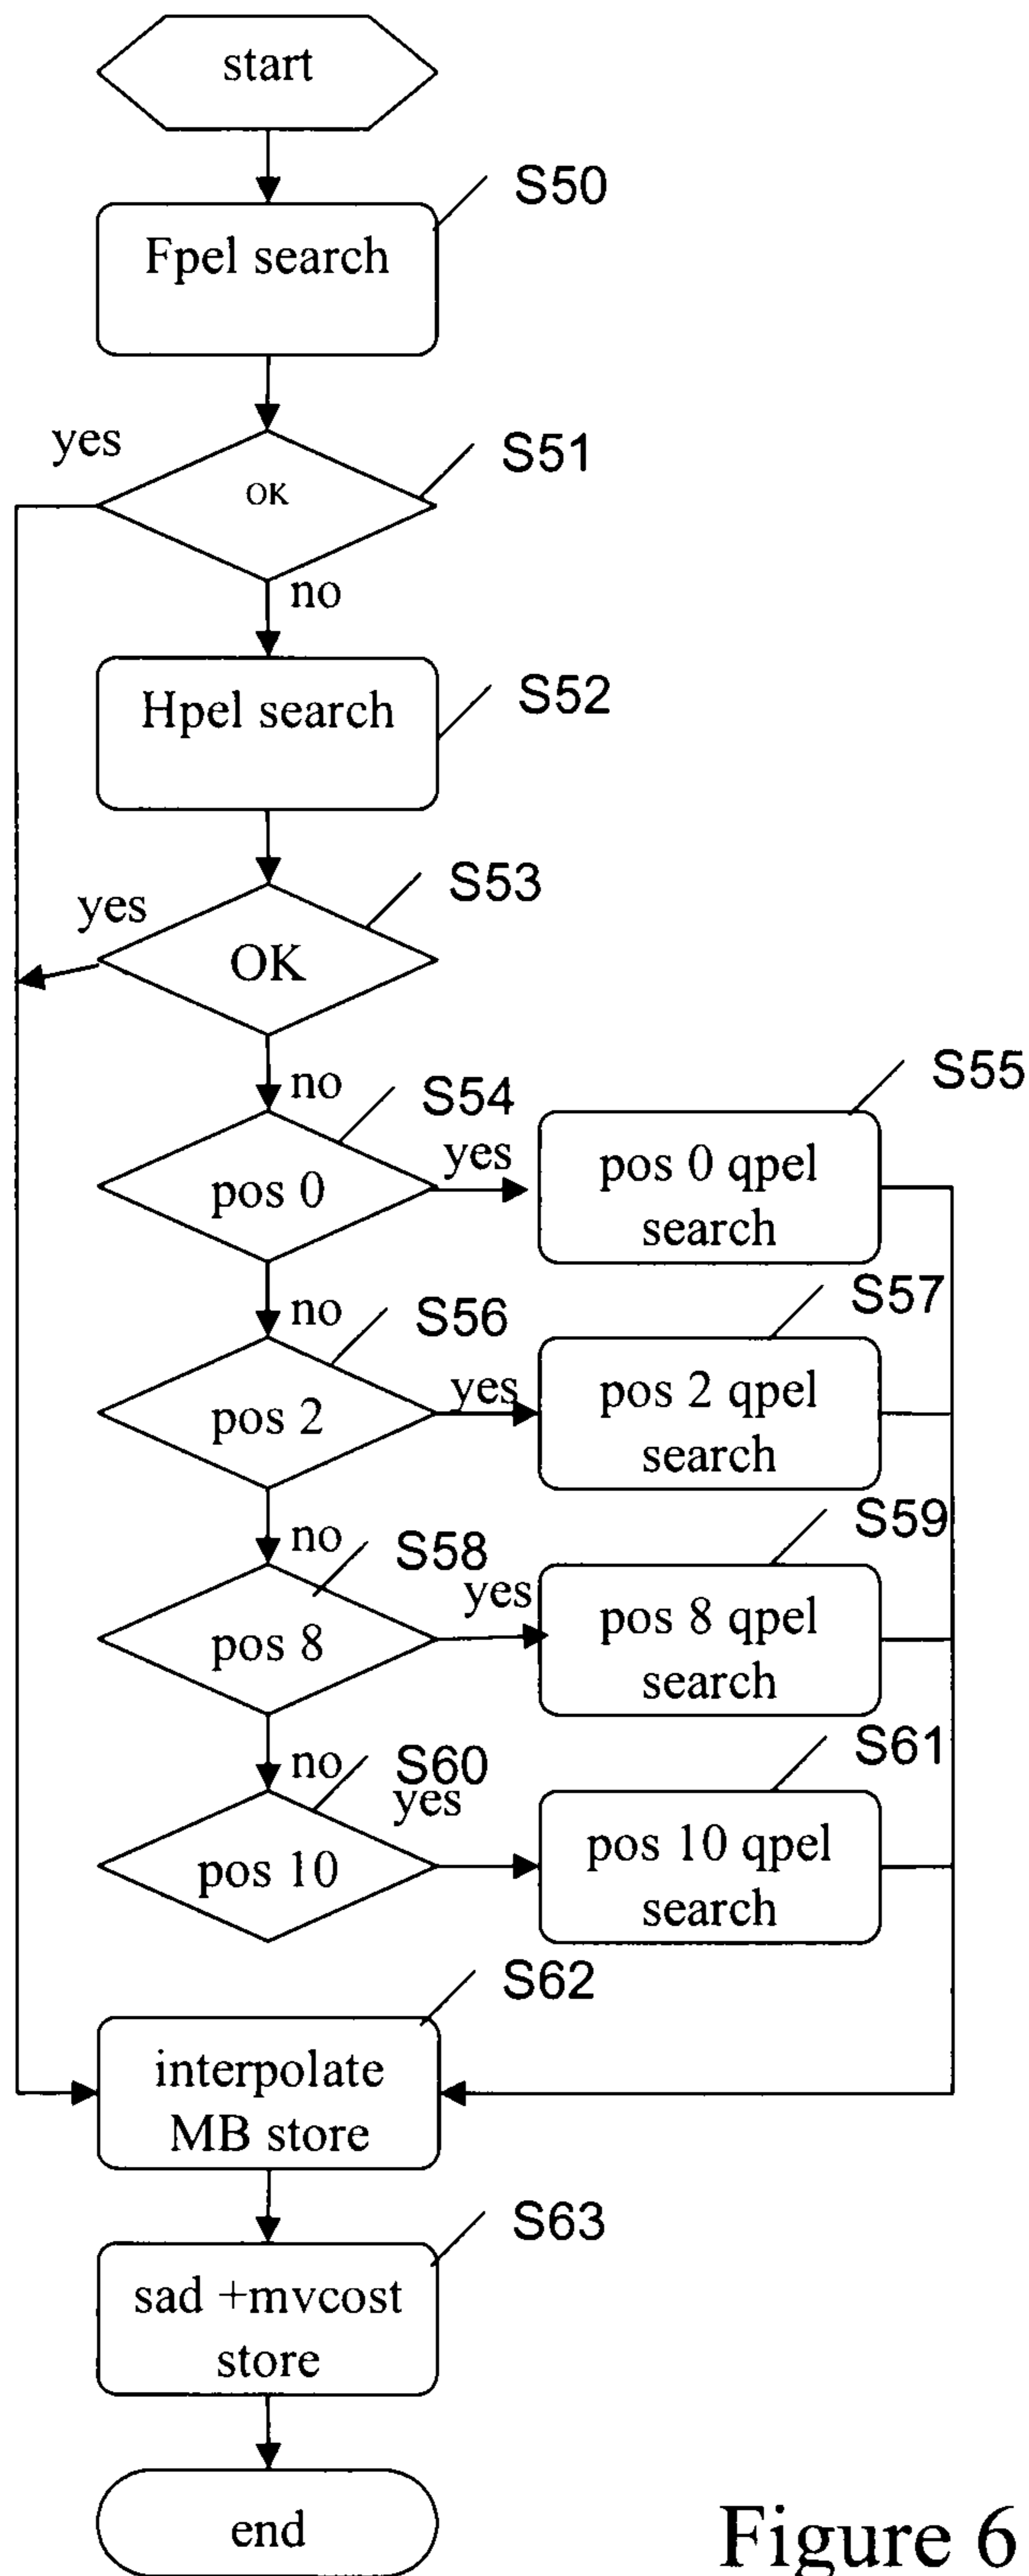 start
S50
Fpel search
yes
S51
OK
no
S52
Hpel search
S53
yes
OK
no
S54
S55
yes
pos 0
pos 0 qpel
search
no
S56
S57
yes
pos 2
pos 2 qpel
search
no
S58
S59
yes
pos 8
pos 8 qpel
search
no
S60
S61
yes
pos 10
pos 10 qpel
search
S62
interpolate
MB store
S63
sad +mvcost
store
end
Figure 6